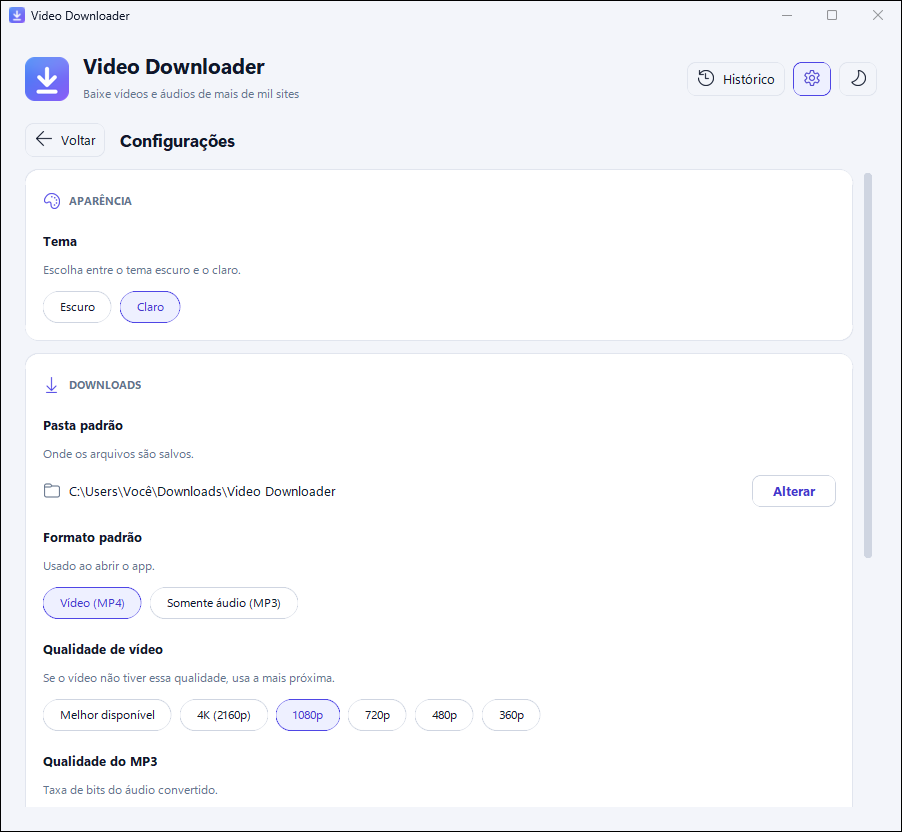 Video Downloader
Video Downloader
Baixe vídeos e áudios de mais de mil sites
Histórico
Voltar
Configurações
APARÊNCIA
Tema
Escolha entre o tema escuro e o claro.
Escuro
Claro
DOWNLOADS
Pasta padrão
Onde os arquivos são salvos.
C:\Users\Você\Downloads\Video Downloader
Alterar
Formato padrão
Usado ao abrir o app.
Vídeo (MP4)
Somente áudio (MP3)
Qualidade de vídeo
Se o vídeo não tiver essa qualidade, usa a mais próxima.
Melhor disponível
4K (2160p)
1080p
720p
480p
360p
Qualidade do MP3
Taxa de bits do áudio convertido.